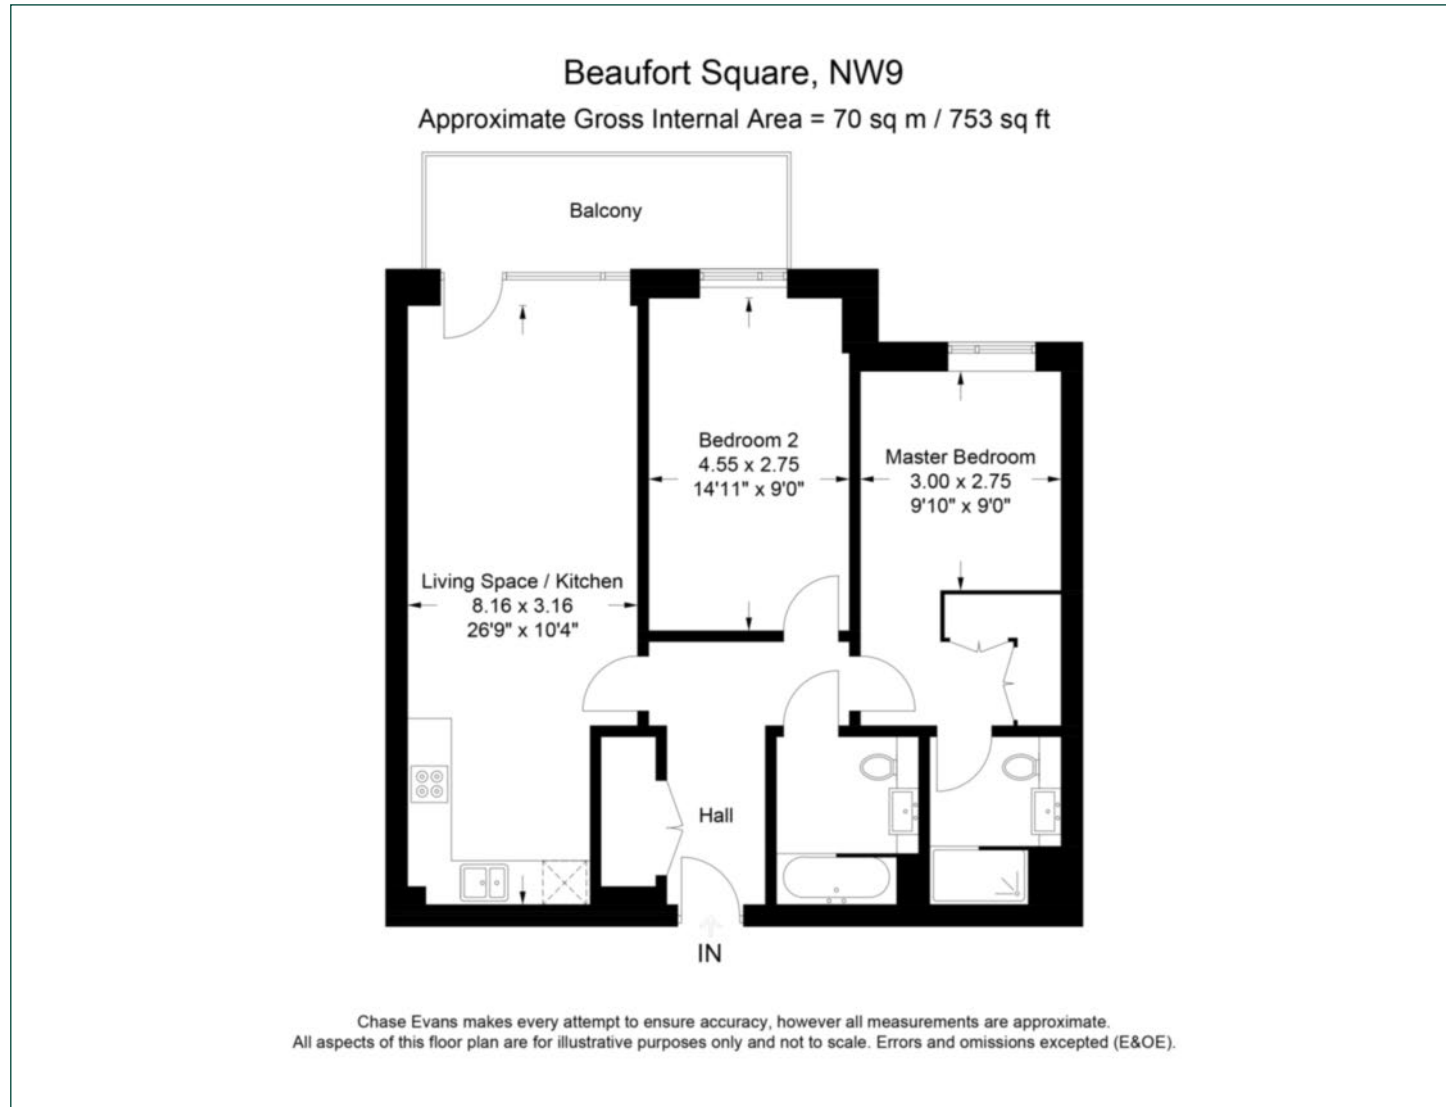 Beaufort Square, NW9
Approximate Gross Internal Area = 70 sq m / 753 sq ft
Balcony
Bedroom 2
4.55 x 2.75
14'11" x 9'0"
Master Bedroom
3.00 x 2.75
9'10" x 9'0"
Living Space / Kitchen
8.16 x 3.16
26'9" x 10'4"
Hall
IN
Chase Evans makes every attempt to ensure accuracy, however all measurements are approximate.
All aspects of this floor plan are for illustrative purposes only and not to scale. Errors and omissions excepted (E&OE).